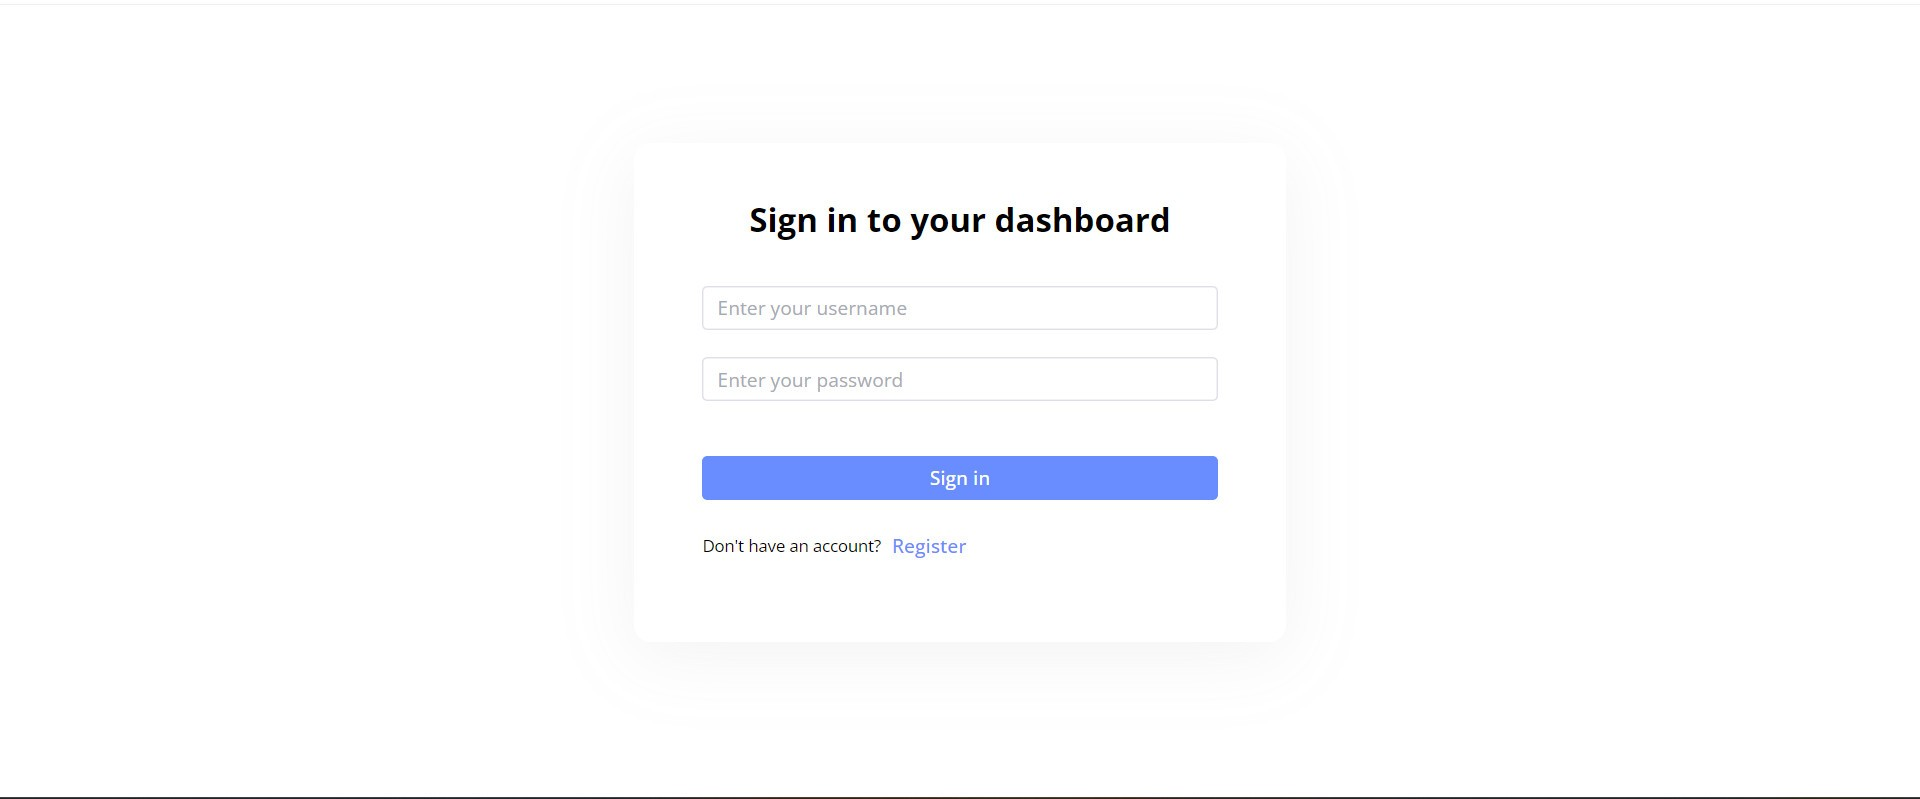 Sign in to your dashboard
Enter your username
Enter your password
Sign in
Don't have an account? Register